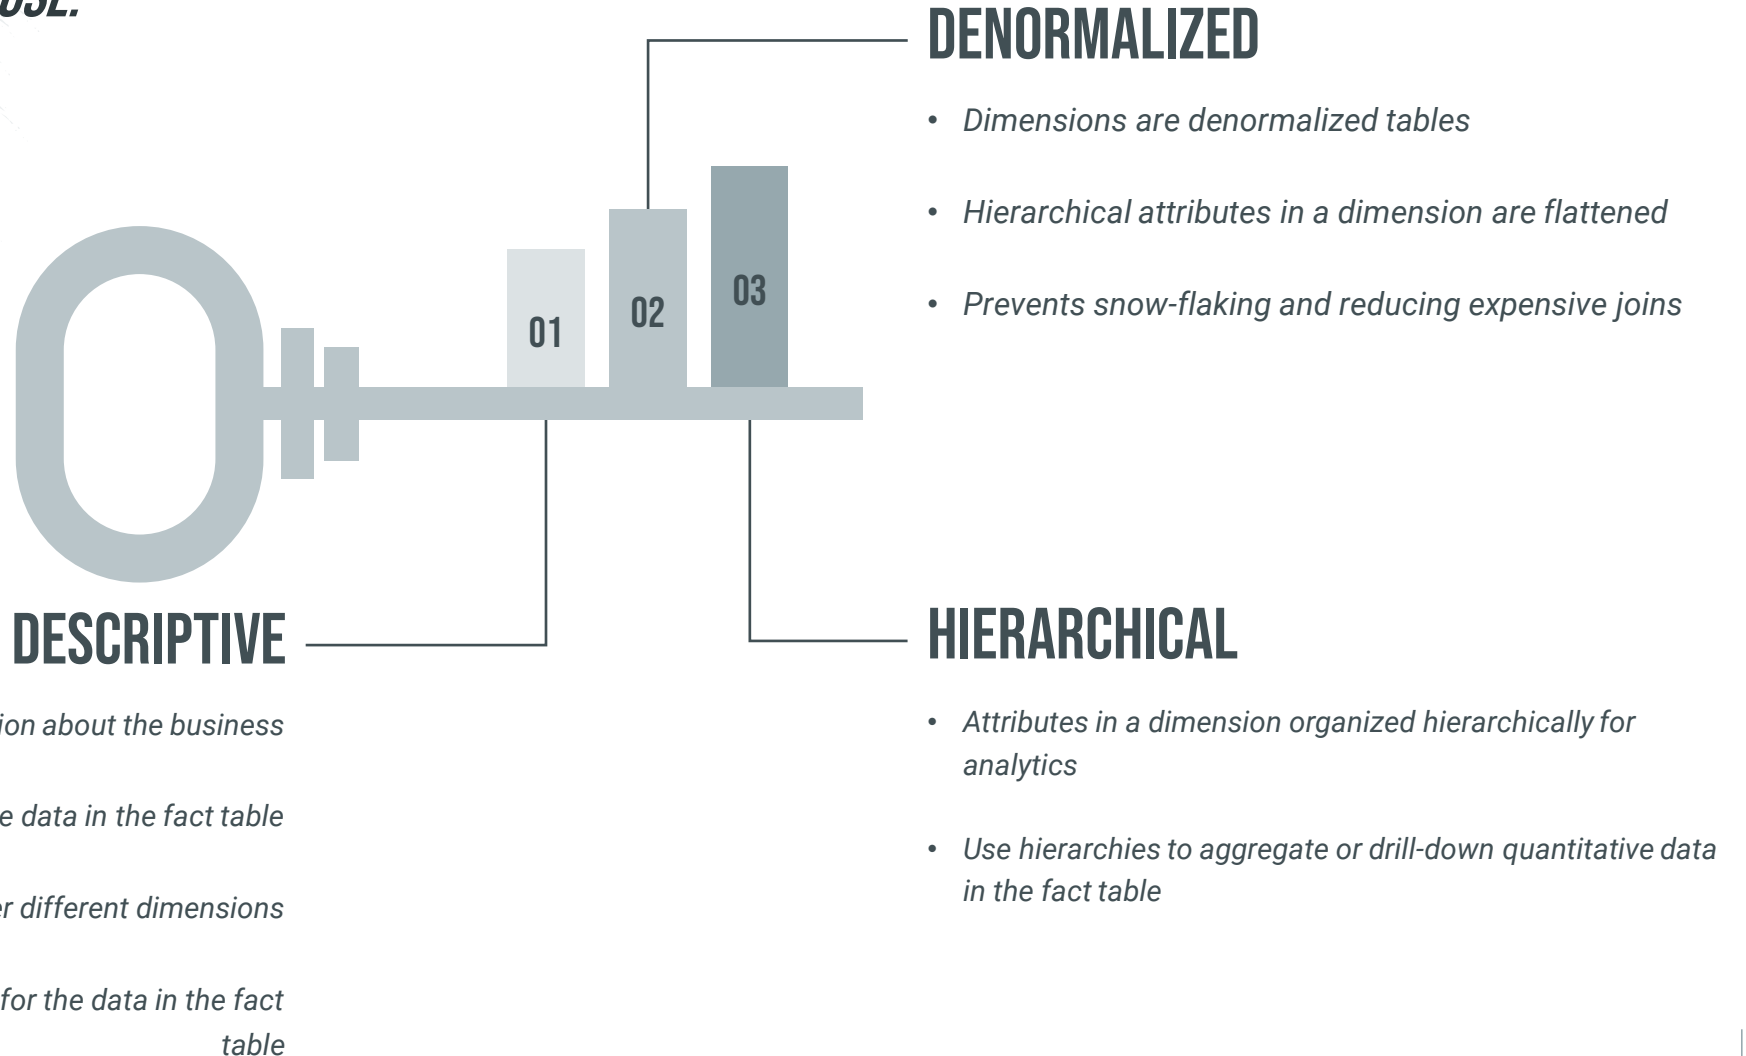 DENORMALIZED
• Dimensions are denormalized tables
• Hierarchical attributes in a dimension are flattened
• Prevents snow-flaking and reducing expensive joins
01
02
03
DESCRIPTIVE
about the business
data in the fact table
different dimensions
for the data in the fact
table
HIERARCHICAL
• Attributes in a dimension organized hierarchically for
analytics
• Use hierarchies to aggregate or drill-down quantitative data
in the fact table